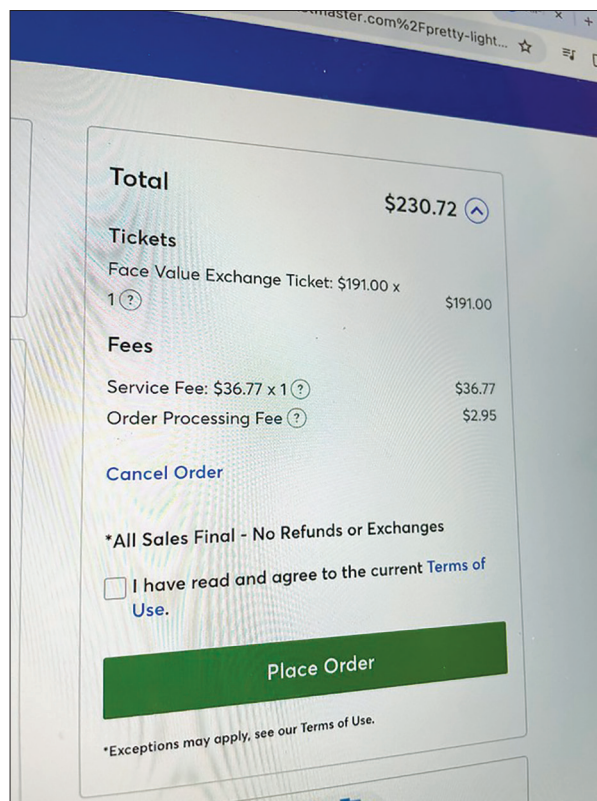 master.com%2Fpretty-light...
Total
$230.72
Tickets
Face Value Exchange Ticket: $191.00 x
1 ?
$191.00
Fees
Service Fee: $36.77 x 1 ?
$36.77
Order Processing Fee ?
$2.95
Cancel Order
*All Sales Final - No Refunds or Exchanges
I have read and agree to the current Terms of
Use.
Place Order
*Exceptions may apply, see our Terms of Use.